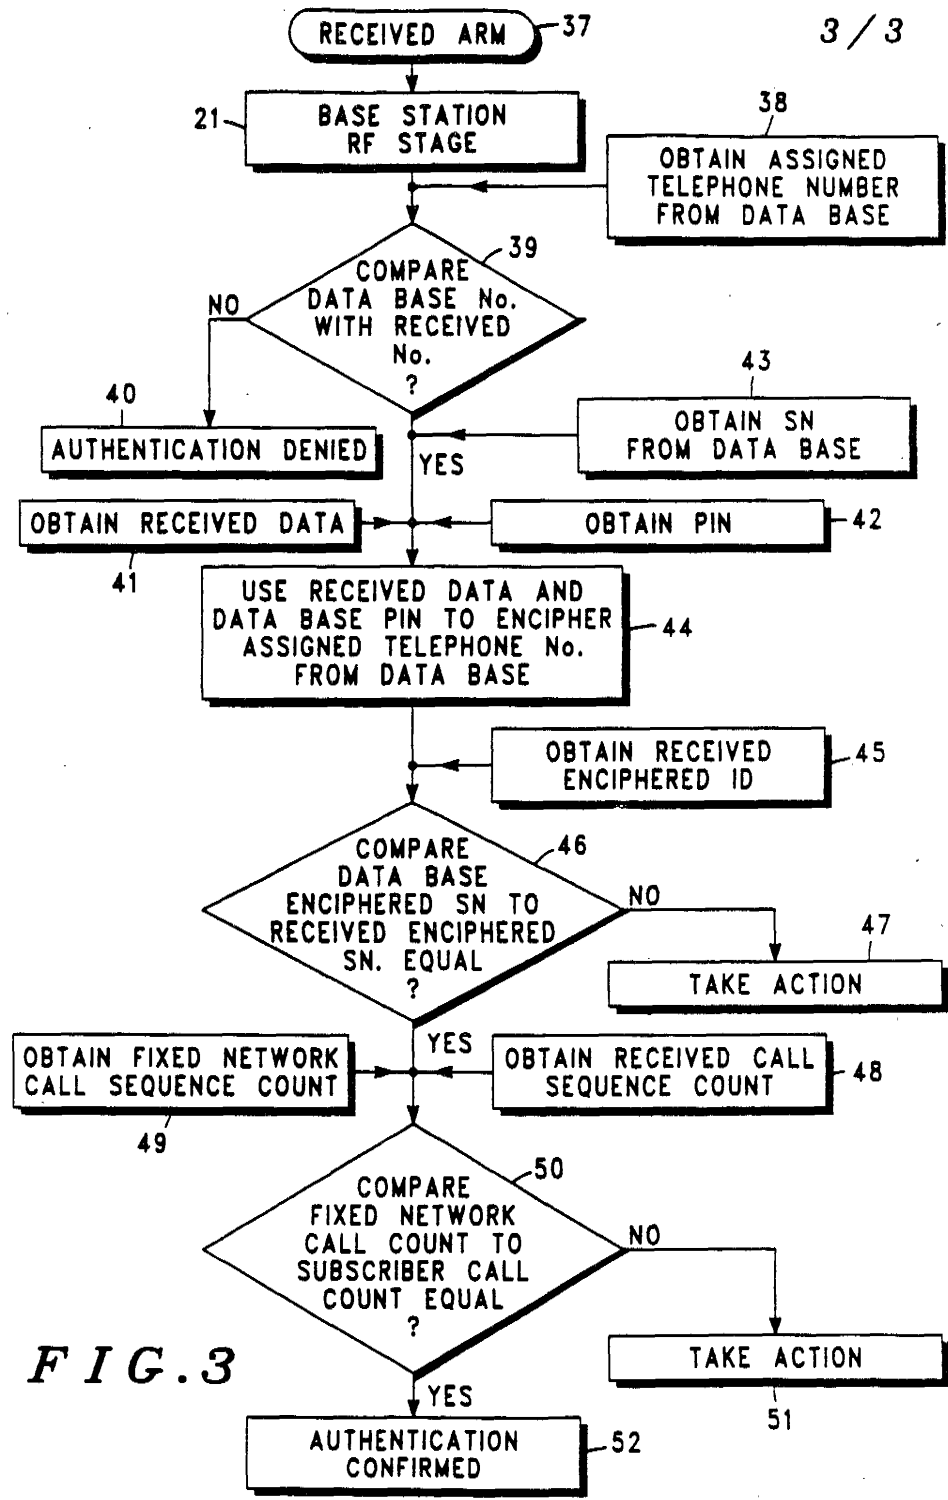 3/3
RECEIVED ARM
37
21
BASE STATION
RF STAGE
38
OBTAIN ASSIGNED
TELEPHONE NUMBER
FROM DATA BASE
39
COMPARE
DATA BASE No.
WITH RECEIVED
No.
?
NO
40
AUTHENTICATION DENIED
43
OBTAIN SN
FROM DATA BASE
YES
OBTAIN RECEIVED DATA
41
OBTAIN PIN
42
USE RECEIVED DATA AND
DATA BASE PIN TO ENCIPHER
ASSIGNED TELEPHONE No.
FROM DATA BASE
44
OBTAIN RECEIVED
ENCIPHERED ID
45
46
COMPARE
DATA BASE
ENCIPHERED SN TO
RECEIVED ENCIPHERED
SN. EQUAL
?
NO
47
TAKE ACTION
YES
OBTAIN FIXED NETWORK
CALL SEQUENCE COUNT
49
OBTAIN RECEIVED CALL
SEQUENCE COUNT
48
50
COMPARE
FIXED NETWORK
CALL COUNT TO
SUBSCRIBER CALL
COUNT EQUAL
?
NO
TAKE ACTION
51
YES
AUTHENTICATION
CONFIRMED
52
FIG.3